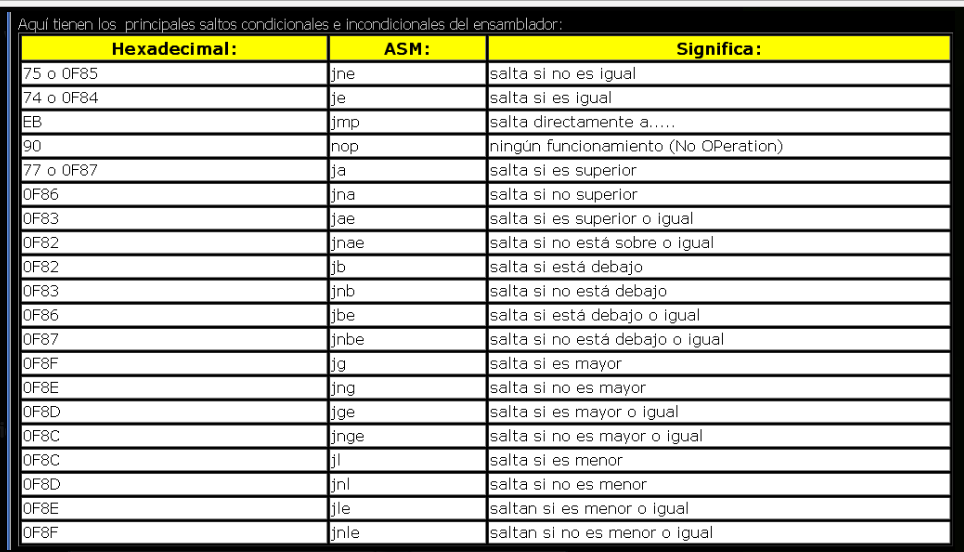 Aquí tienen los principales saltos condicionales e incondicionales del ensamblador:
Hexadecimal: ASM: Significa:
75 o 0F85 jne salta si no es igual
74 o 0F84 je salta si es igual
EB jmp salta directamente a.....
90 nop ningún funcionamiento (No OPeration)
77 o 0F87 ja salta si es superior
0F86 jna salta si no superior
0F83 jae salta si es superior o igual
0F82 jnae salta si no está sobre o igual
0F82 jb salta si está debajo
0F83 jnb salta si no está debajo
0F86 jbe salta si está debajo o igual
0F87 jnbe salta si no está debajo o igual
0F8F jg salta si es mayor
0F8E jng salta si no es mayor
0F8D jge salta si es mayor o igual
0F8C jnge salta si no es mayor o igual
0F8C jl salta si es menor
0F8D jnl salta si no es menor
0F8E jle saltan si es menor o igual
0F8F jnle saltan si no es menor o igual